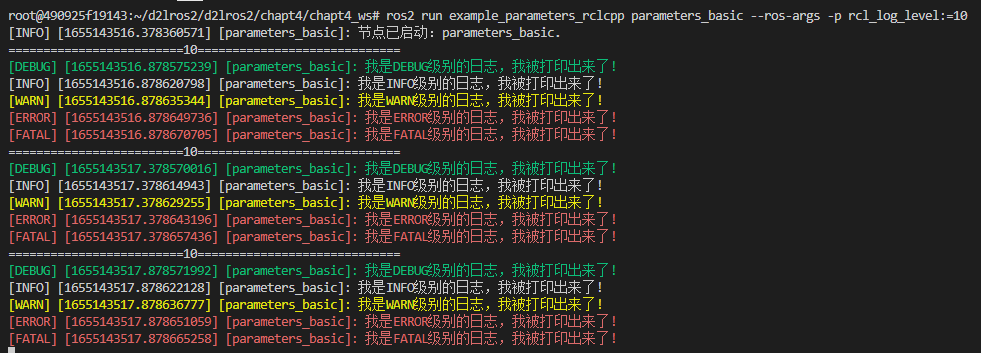 root@490925f19143:~/d2lros2/d2lros2/chapt4/chapt4_ws# ros2 run example_parameters_rclcpp parameters_basic --ros-args -p rcl_log_level:=10
[INFO] [1655143516.378360571] [parameters_basic]: 节点已启动: parameters_basic.
=========================10=============================
[DEBUG] [1655143516.878575239] [parameters_basic]: 我是DEBUG级别的日志，我被打印出来了!
[INFO] [1655143516.878620798] [parameters_basic]: 我是INFO级别的日志，我被打印出来了!
[WARN] [1655143516.878635344] [parameters_basic]: 我是WARN级别的日志，我被打印出来了!
[ERROR] [1655143516.878649736] [parameters_basic]: 我是ERROR级别的日志，我被打印出来了!
[FATAL] [1655143516.878670705] [parameters_basic]: 我是FATAL级别的日志，我被打印出来了!
=========================10=============================
[DEBUG] [1655143517.378570016] [parameters_basic]: 我是DEBUG级别的日志，我被打印出来了!
[INFO] [1655143517.378614943] [parameters_basic]: 我是INFO级别的日志，我被打印出来了!
[WARN] [1655143517.378629255] [parameters_basic]: 我是WARN级别的日志，我被打印出来了!
[ERROR] [1655143517.378643196] [parameters_basic]: 我是ERROR级别的日志，我被打印出来了!
[FATAL] [1655143517.378657436] [parameters_basic]: 我是FATAL级别的日志，我被打印出来了!
=========================10=============================
[DEBUG] [1655143517.878571992] [parameters_basic]: 我是DEBUG级别的日志，我被打印出来了!
[INFO] [1655143517.878622128] [parameters_basic]: 我是INFO级别的日志，我被打印出来了!
[WARN] [1655143517.878636777] [parameters_basic]: 我是WARN级别的日志，我被打印出来了!
[ERROR] [1655143517.878651059] [parameters_basic]: 我是ERROR级别的日志，我被打印出来了!
[FATAL] [1655143517.878665258] [parameters_basic]: 我是FATAL级别的日志，我被打印出来了!